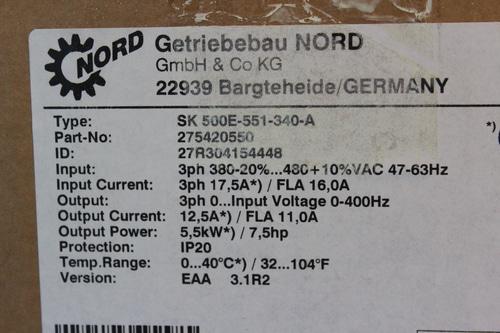 NORD
Getriebebau NORD
GmbH & Co KG
22939 Bargteheide/GERMANY
Type: SK 500E-551-340-A
Part-No: 275420550
ID: 27R304154448
Input: 3ph 380-20%...480+10%VAC 47-63Hz
Input Current: 3ph 17,5A*) / FLA 16,0A
Output: 3ph 0...Input Voltage 0-400Hz
Output Current: 12,5A*) / FLA 11,0A
Output Power: 5,5kW*) / 7,5hp
Protection: IP20
Temp.Range: 0...40°C*) / 32...104°F
Version: EAA 3.1R2
*)